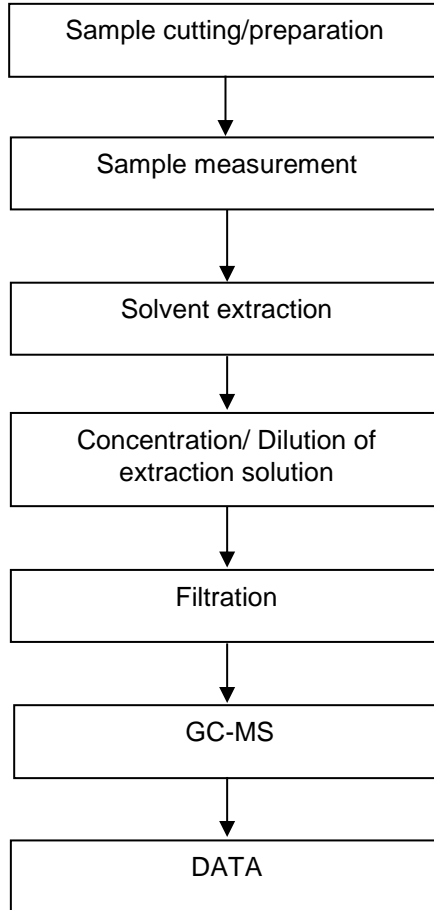 Sample cutting/preparation
Sample measurement
Solvent extraction
Concentration/ Dilution of
extraction solution
Filtration
GC-MS
DATA